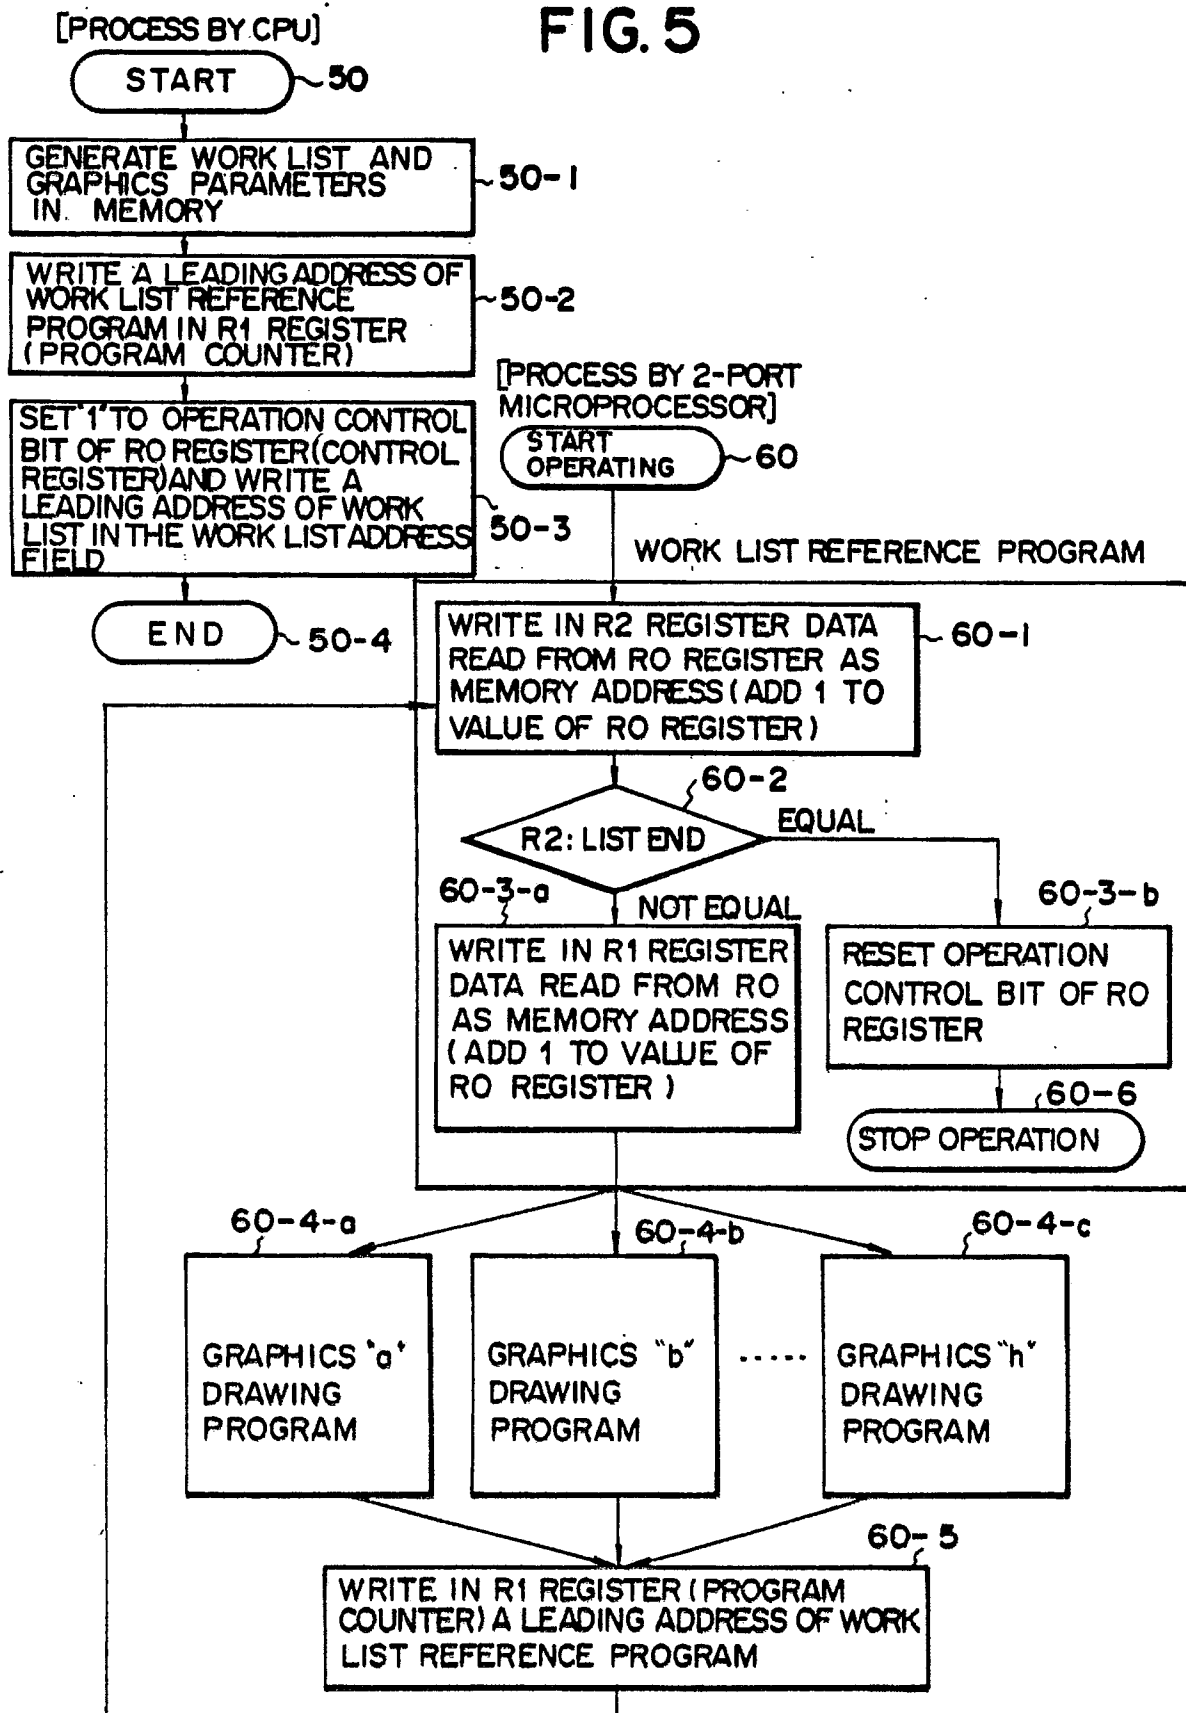 FIG. 5
[PROCESS BY CPU]
START
50
GENERATE WORK LIST AND
GRAPHICS PARAMETERS
IN MEMORY
50-1
WRITE A LEADING ADDRESS OF
WORK LIST REFERENCE
PROGRAM IN R1 REGISTER
(PROGRAM COUNTER)
50-2
SET "1" TO OPERATION CONTROL
BIT OF RO REGISTER(CONTROL
REGISTER)AND WRITE A
LEADING ADDRESS OF WORK
LIST IN THE WORK LIST ADDRESS
FIELD
50-3
END
50-4
[PROCESS BY 2-PORT
MICROPROCESSOR]
START
OPERATING
60
WORK LIST REFERENCE PROGRAM
WRITE IN R2 REGISTER DATA
READ FROM RO REGISTER AS
MEMORY ADDRESS(ADD 1 TO
VALUE OF RO REGISTER)
60-1
60-2
R2: LIST END
EQUAL
NOT EQUAL
60-3-a
WRITE IN R1 REGISTER
DATA READ FROM RO
AS MEMORY ADDRESS
(ADD 1 TO VALUE OF
RO REGISTER)
60-3-b
RESET OPERATION
CONTROL BIT OF RO
REGISTER
60-6
STOP OPERATION
60-4-a
GRAPHICS "a"
DRAWING
PROGRAM
60-4-b
GRAPHICS "b"
DRAWING
PROGRAM
.....
60-4-c
GRAPHICS "h"
DRAWING
PROGRAM
60-5
WRITE IN R1 REGISTER (PROGRAM
COUNTER) A LEADING ADDRESS OF WORK
LIST REFERENCE PROGRAM